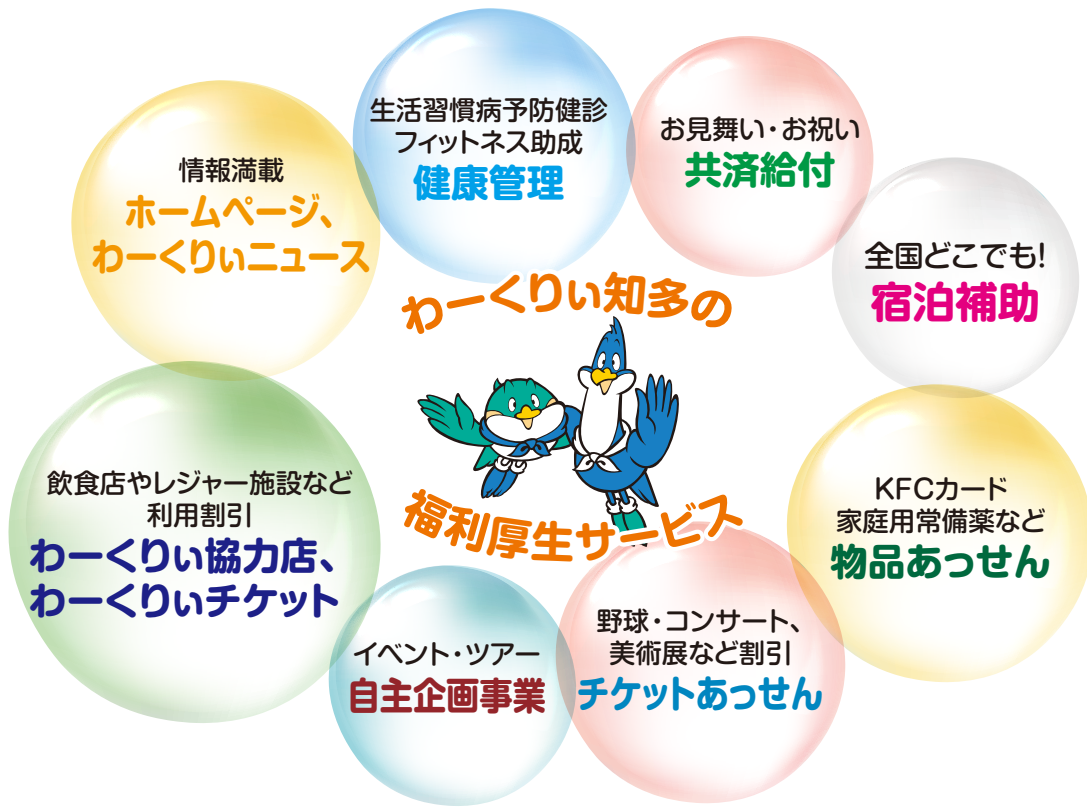 わーくりぃ知多の
福利厚生サービス
生活習慣病予防健診
フィットネス助成
健康管理
お見舞い・お祝い
共済給付
全国どこでも!
宿泊補助
KFCカード
家庭用常備薬など
物品あっせん
野球・コンサート、
美術展など割引
チケットあっせん
イベント・ツアー
自主企画事業
飲食店やレジャー施設など
利用割引
わーくりぃ協力店、
わーくりぃチケット
情報満載
ホームページ、
わーくりぃニュース